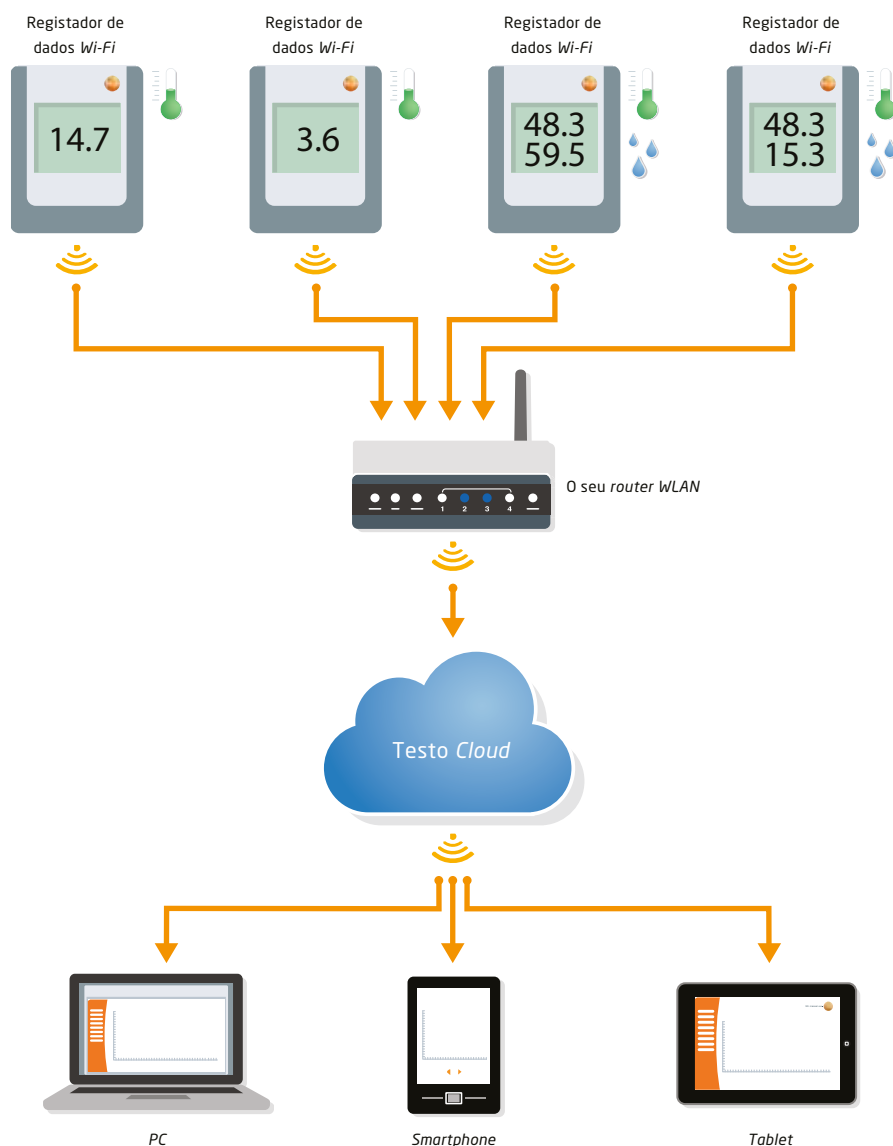 Registador de
dados Wi-Fi
Registador de
dados Wi-Fi
Registador de
dados Wi-Fi
Registador de
dados Wi-Fi
14.7
3.6
48.3
59.5
48.3
15.3
O seu router WLAN
1 2 3 4
Testo Cloud
PC
Smartphone
Tablet